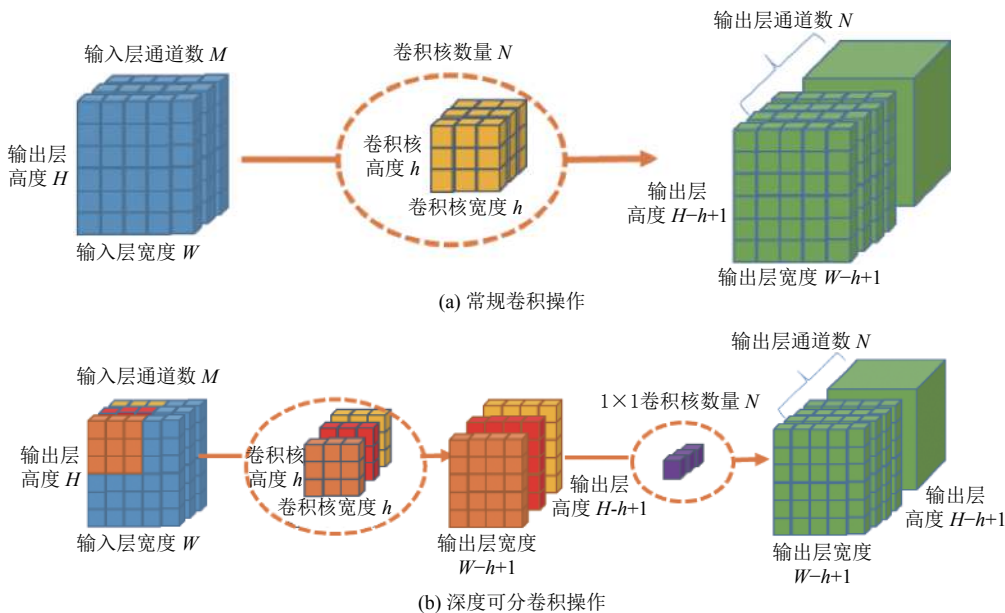 输入层通道数 M
卷积核数量 N
输出层通道数 N
输出层
高度 H
卷积核
高度 h
卷积核宽度 h
输入层宽度 W
输出层
高度 H−h+1
输出层宽度 W−h+1
(a) 常规卷积操作
输入层通道数 M
1×1卷积核数量 N
输出层通道数 N
输出层
高度 H
卷积核
高度 h
卷积核宽度 h
输入层宽度 W
输出层
高度 H-h+1
输出层宽度
W−h+1
输出层
高度 H−h+1
输出层宽度
W−h+1
(b) 深度可分卷积操作